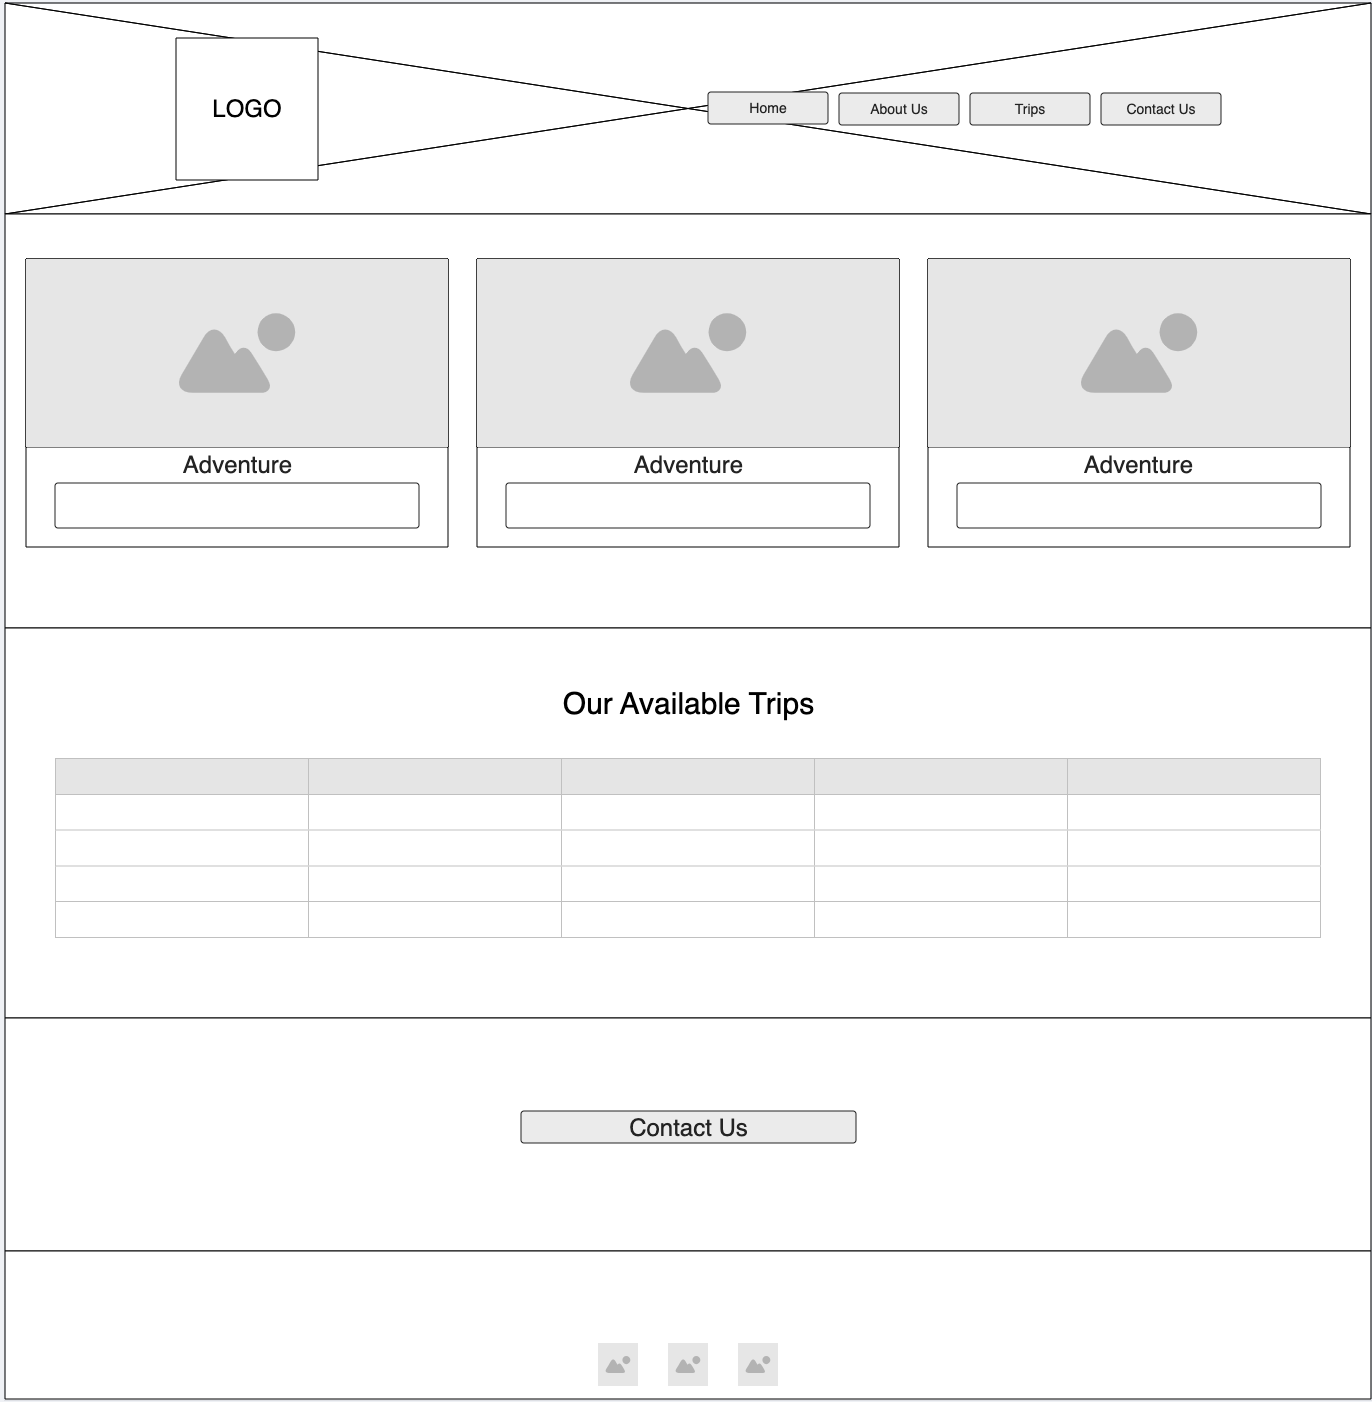 LOGO
Home
About Us
Trips
Contact Us
Adventure
Adventure
Adventure
Our Available Trips
Contact Us